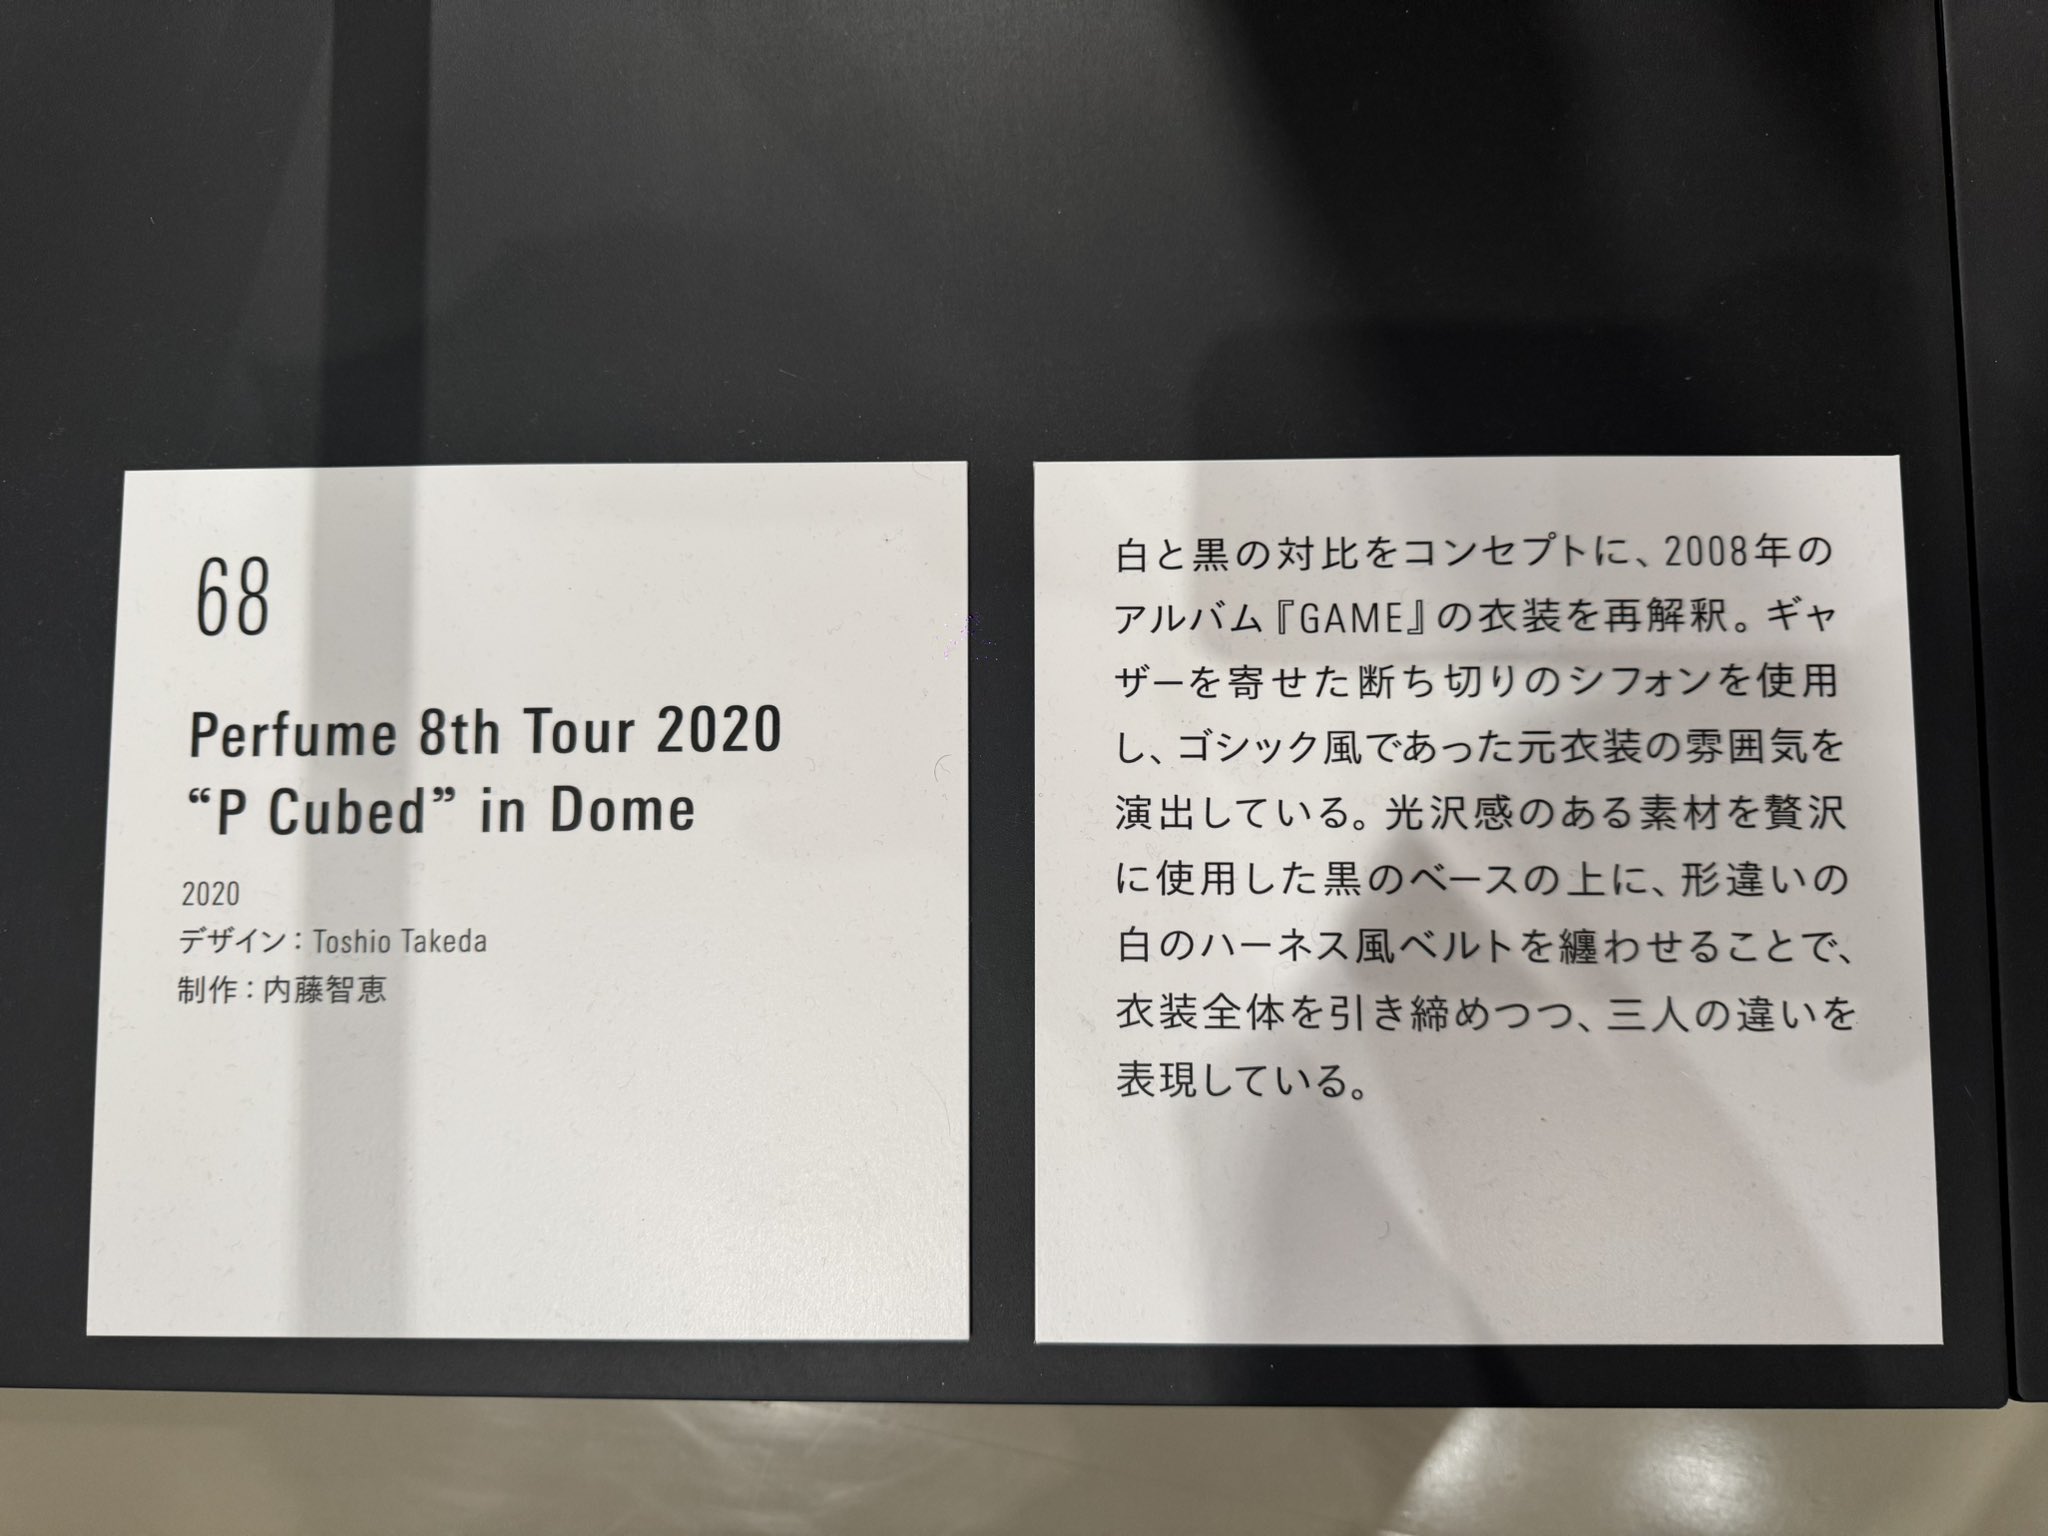 68
Perfume 8th Tour 2020
“P Cubed” in Dome
2020
デザイン：Toshio Takeda
制作：内藤智恵
白と黒の対比をコンセプトに、2008年の
アルバム『GAME』の衣装を再解釈。ギャ
ザーを寄せた断ち切りのシフォンを使用
し、ゴシック風であった元衣装の雰囲気を
演出している。光沢感のある素材を贅沢
に使用した黒のベースの上に、形違いの
白のハーネス風ベルトを纏わせることで、
衣装全体を引き締めつつ、三人の違いを
表現している。